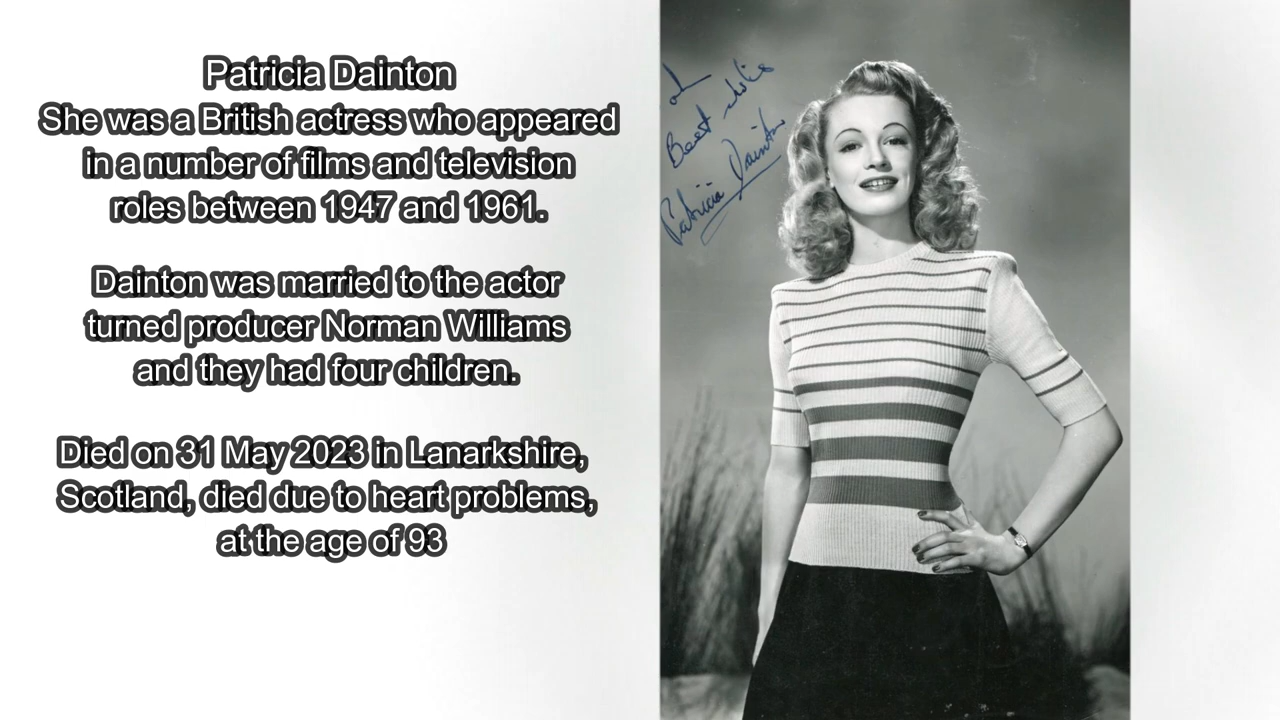 Patricia Dainton
She was a British actress who appeared
in a number of films and television
roles between 1947 and 1961.
Dainton was married to the actor
turned producer Norman Williams
and they had four children.
Died on 31 May 2023 in Lanarkshire,
Scotland, died due to heart problems,
at the age of 93
Best
Patricia Dainton